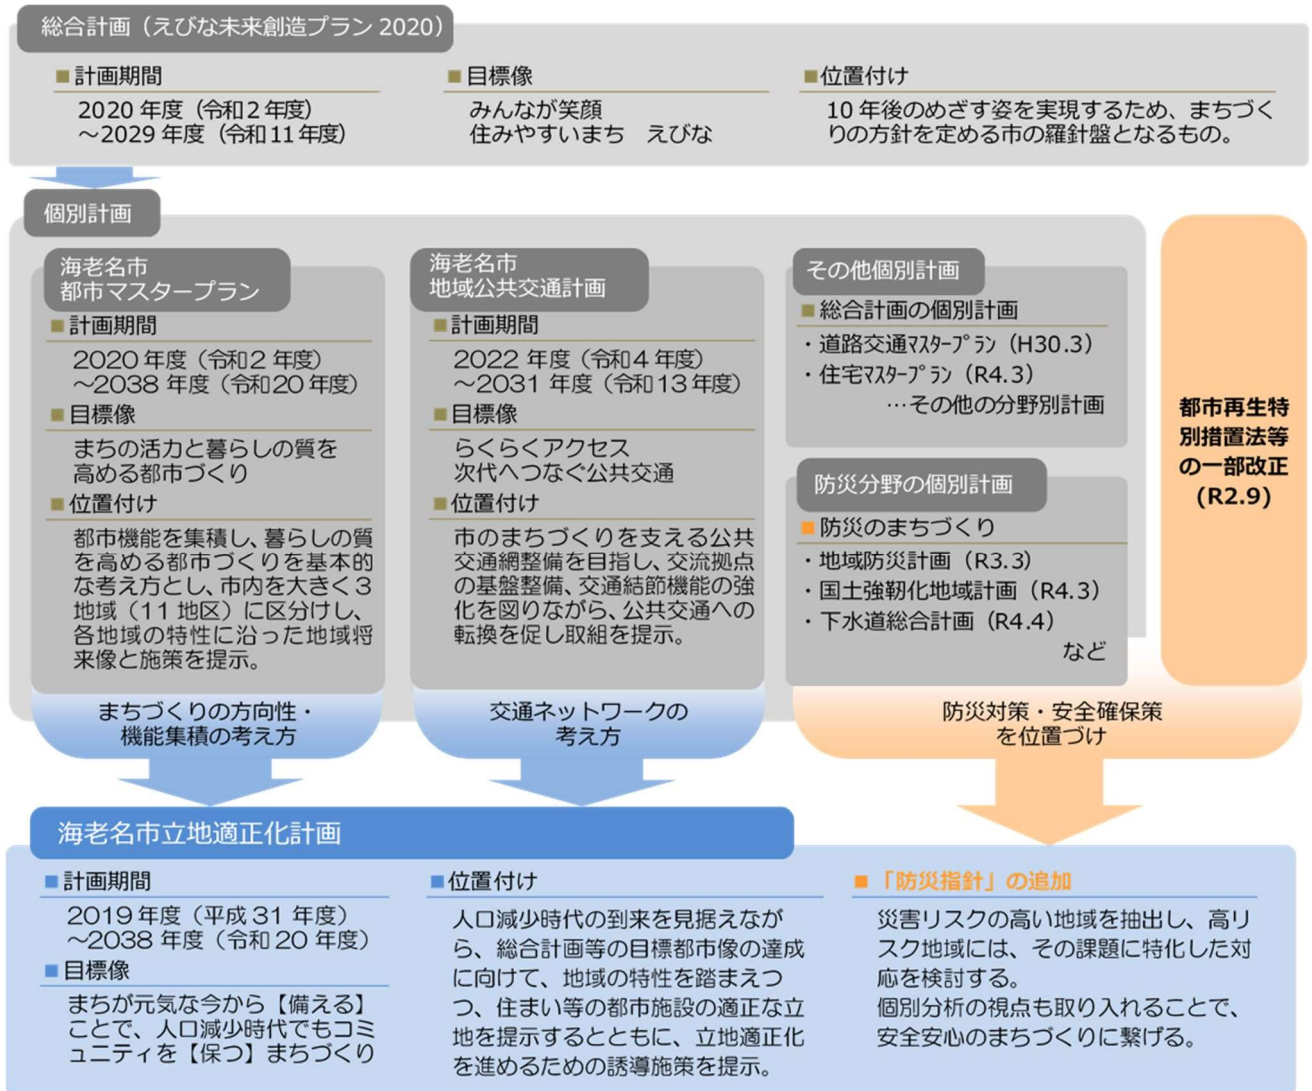 総合計画（えびな未来創造プラン 2020）
■計画期間
2020 年度（令和２年度）
～2029 年度（令和 11 年度）
■目標像
みんなが笑顔
住みやすいまち　えびな
■位置付け
10 年後のめざす姿を実現するため、まちづく
りの方針を定める市の羅針盤となるもの。
個別計画
海老名市
都市マスタープラン
■計画期間
2020 年度（令和２ 年度）
～2038 年度（令和 20 年度）
■目標像
まちの活力と暮らしの質を
高める都市づくり
■位置付け
都市機能を集積し、暮らしの質
を高める都市づくりを基本的
な考え方とし、市内を大きく３
地域（11 地区）に区分けし、
各地域の特性に沿った地域将
来像と施策を提示。
まちづくりの方向性・
機能集積の考え方
海老名市
地域公共交通計画
■計画期間
2022 年度（令和４ 年度）
～2031 年度（令和 13 年度）
■目標像
らくらくアクセス
次代へつなぐ公共交通
■位置付け
市のまちづくりを支える公共
交通網整備を目指し、交流拠点
の基盤整備、交通結節機能の強
化を図りながら、公共交通への
転換を促し取組を提示。
交通ネットワークの
考え方
その他個別計画
■総合計画の個別計画
・道路交通ﾏｽﾀｰﾌﾟﾗﾝ（H30.3）
・住宅ﾏｽﾀｰﾌﾟﾗﾝ（R4.3）
…その他の分野別計画
防災分野の個別計画
■防災のまちづくり
・地域防災計画（R3.3）
・国土強靭化地域計画（R4.3）
・下水道総合計画（R4.4）
など
防災対策・安全確保策
を位置づけ
都市再生特
別措置法等
の一部改正
（R2.9）
海老名市立地適正化計画
■計画期間
2019 年度（平成 31 年度）
～2038 年度（令和 20 年度）
■目標像
まちが元気な今から【備える】
ことで、人口減少時代でもコミ
ュニティを【保つ】まちづくり
■位置付け
人口減少時代の到来を見据えなが
ら、総合計画等の目標都市像の達成
に向けて、地域の特性を踏まえつ
つ、住まい等の都市施設の適正な立
地を提示するとともに、立地適正化
を進めるための誘導施策を提示。
■「防災指針」の追加
災害リスクの高い地域を抽出し、高リ
スク地域には、その課題に特化した対
応を検討する。
個別分析の視点も取り入れることで、
安全安心のまちづくりに繋げる。